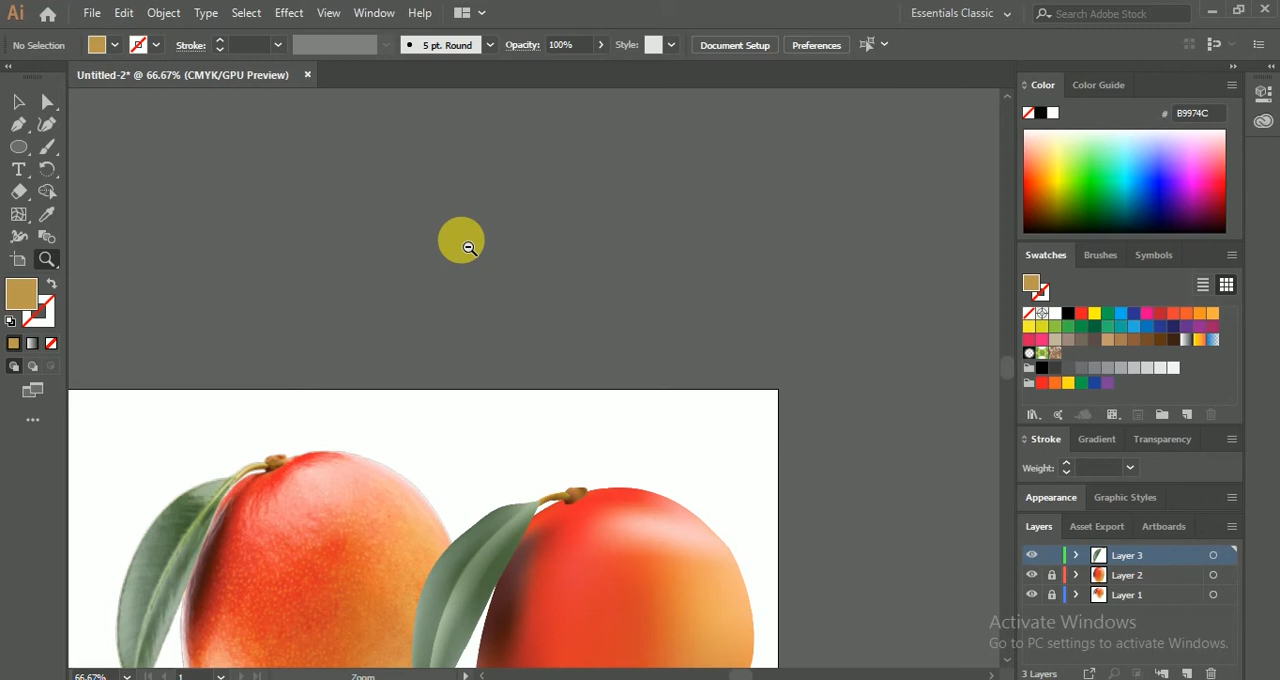 Ai File Edit Object Type Select Effect View Window Help Essentials Classic Search Adobe Stock
No Selection Stroke: 5 pt. Round Opacity: 100% Style: Document Setup Preferences
Untitled-2* @ 66.67% (CMYK/GPU Preview) ×
Color Color Guide
# B9974C
Swatches Brushes Symbols
Stroke Gradient Transparency
Weight:
Appearance Graphic Styles
Layers Asset Export Artboards
Layer 3
Layer 2
Layer 1
Activate Windows
Go to PC settings to activate Windows.
3 Layers
66.67% 1 Zoom